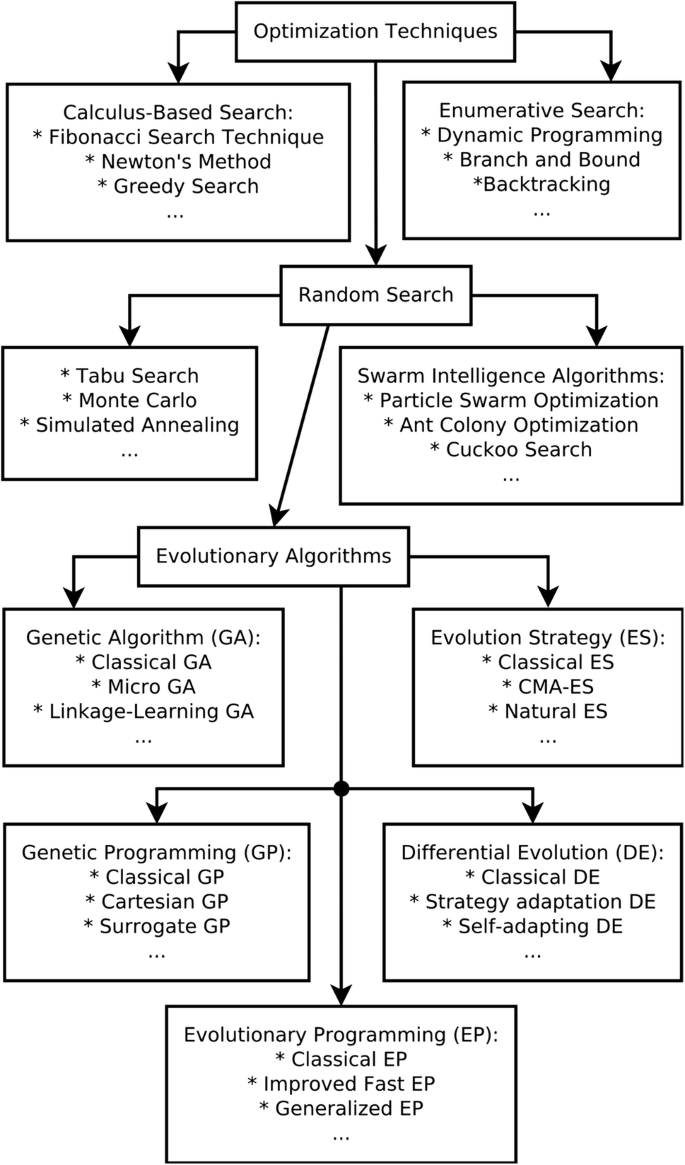 Optimization Techniques
Calculus-Based Search:
* Fibonacci Search Technique
* Newton's Method
* Greedy Search
...
Enumerative Search:
* Dynamic Programming
* Branch and Bound
*Backtracking
...
Random Search
* Tabu Search
* Monte Carlo
* Simulated Annealing
...
Swarm Intelligence Algorithms:
* Particle Swarm Optimization
* Ant Colony Optimization
* Cuckoo Search
...
Evolutionary Algorithms
Genetic Algorithm (GA):
* Classical GA
* Micro GA
* Linkage-Learning GA
...
Evolution Strategy (ES):
* Classical ES
* CMA-ES
* Natural ES
...
Genetic Programming (GP):
* Classical GP
* Cartesian GP
* Surrogate GP
...
Differential Evolution (DE):
* Classical DE
* Strategy adaptation DE
* Self-adapting DE
...
Evolutionary Programming (EP):
* Classical EP
* Improved Fast EP
* Generalized EP
...